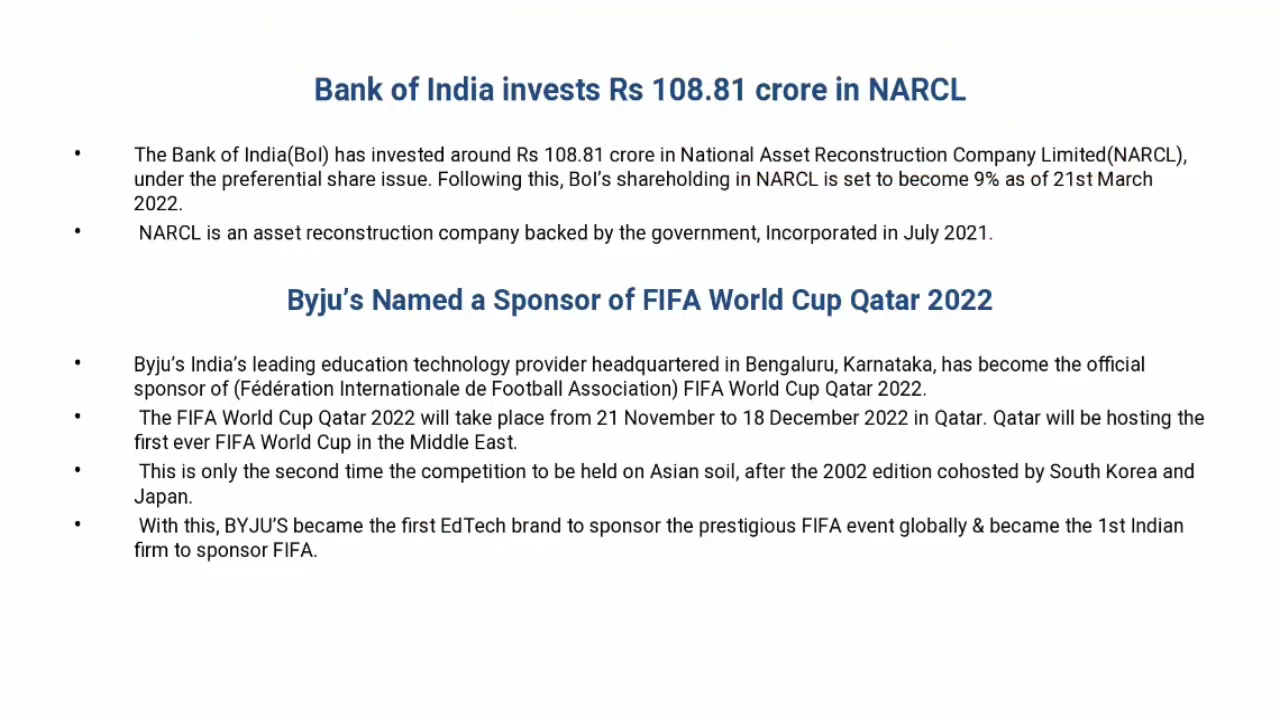 Bank of India invests Rs 108.81 crore in NARCL
• The Bank of India(BoI) has invested around Rs 108.81 crore in National Asset Reconstruction Company Limited(NARCL),
under the preferential share issue. Following this, BoI’s shareholding in NARCL is set to become 9% as of 21st March
2022.
• NARCL is an asset reconstruction company backed by the government, Incorporated in July 2021.
Byju’s Named a Sponsor of FIFA World Cup Qatar 2022
• Byju’s India’s leading education technology provider headquartered in Bengaluru, Karnataka, has become the official
sponsor of (Fédération Internationale de Football Association) FIFA World Cup Qatar 2022.
• The FIFA World Cup Qatar 2022 will take place from 21 November to 18 December 2022 in Qatar. Qatar will be hosting the
first ever FIFA World Cup in the Middle East.
• This is only the second time the competition to be held on Asian soil, after the 2002 edition cohosted by South Korea and
Japan.
• With this, BYJU’S became the first EdTech brand to sponsor the prestigious FIFA event globally & became the 1st Indian
firm to sponsor FIFA.